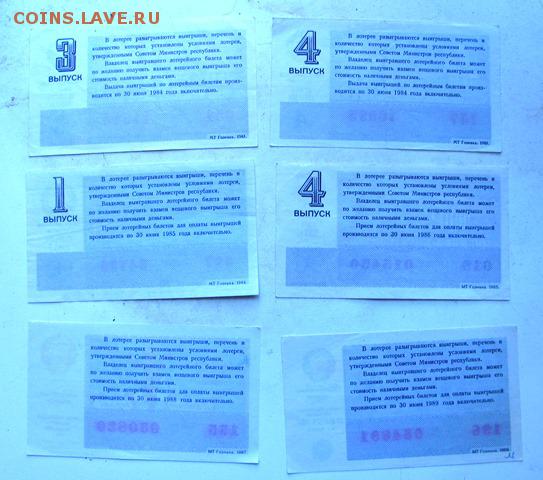 COINS.LAVE.РУ
3
ВЫПУСК
В лотерее разыгрываются выигрыши, перечень и
количество которых установлены условиями лотереи,
утвержденными Советом Министров республики.
Владелец выигравшего лотерейного билета может
по желанию получить взамен вещевого выигрыша его
стоимость наличными деньгами.
Выдача выигрышей по лотерейным билетам произ-
водится по 30 июня 1984 года включительно.
МТ Гознака. 1983.
4
ВЫПУСК
В лотерее разыгрываются выигрыши, перечень и
количество которых установлены условиями лотереи,
утвержденными Советом Министров республики.
Владелец выигравшего лотерейного билета может
по желанию получить взамен вещевого выигрыша его
стоимость наличными деньгами.
Выдача выигрышей по лотерейным билетам произ-
водится по 30 июня 1984 года включительно.
МТ Гознака. 1983.
1
ВЫПУСК
В лотерее разыгрываются выигрыши, перечень и
количество которых установлены условиями лотереи,
утвержденными Советом Министров республики.
Владелец выигравшего лотерейного билета может
по желанию получить взамен вещевого выигрыша его
стоимость наличными деньгами.
Прием лотерейных билетов для оплаты выигрышей
производится по 30 июня 1985 года включительно.
МТ Гознака. 1984.
4
ВЫПУСК
В лотерее разыгрываются выигрыши, перечень и
количество которых установлены условиями лотереи,
утвержденными Советом Министров республики.
Владелец выигравшего лотерейного билета может
по желанию получить взамен вещевого выигрыша его
стоимость наличными деньгами.
Прием лотерейных билетов для оплаты выигрышей
производится по 30 июня 1986 года включительно.
МТ Гознака. 1985.
В лотерее разыгрываются выигрыши, перечень и
количество которых установлены условиями лотереи,
утвержденными Советом Министров республики.
Владелец выигравшего лотерейного билета может
по желанию получить взамен вещевого выигрыша его
стоимость наличными деньгами.
Прием лотерейных билетов для оплаты выигрышей
производится по 30 июня 1988 года включительно.
МТ Гознака. 1987.
В лотерее разыгрываются выигрыши, перечень и
количество которых установлены условиями лотереи,
утвержденными Советом Министров республики.
Владелец выигравшего лотерейного билета может
по желанию получить взамен вещевого выигрыша его
стоимость наличными деньгами.
Прием лотерейных билетов для оплаты выигрышей
производится по 30 июня 1989 года включительно.
МТ Гознака. 1988.